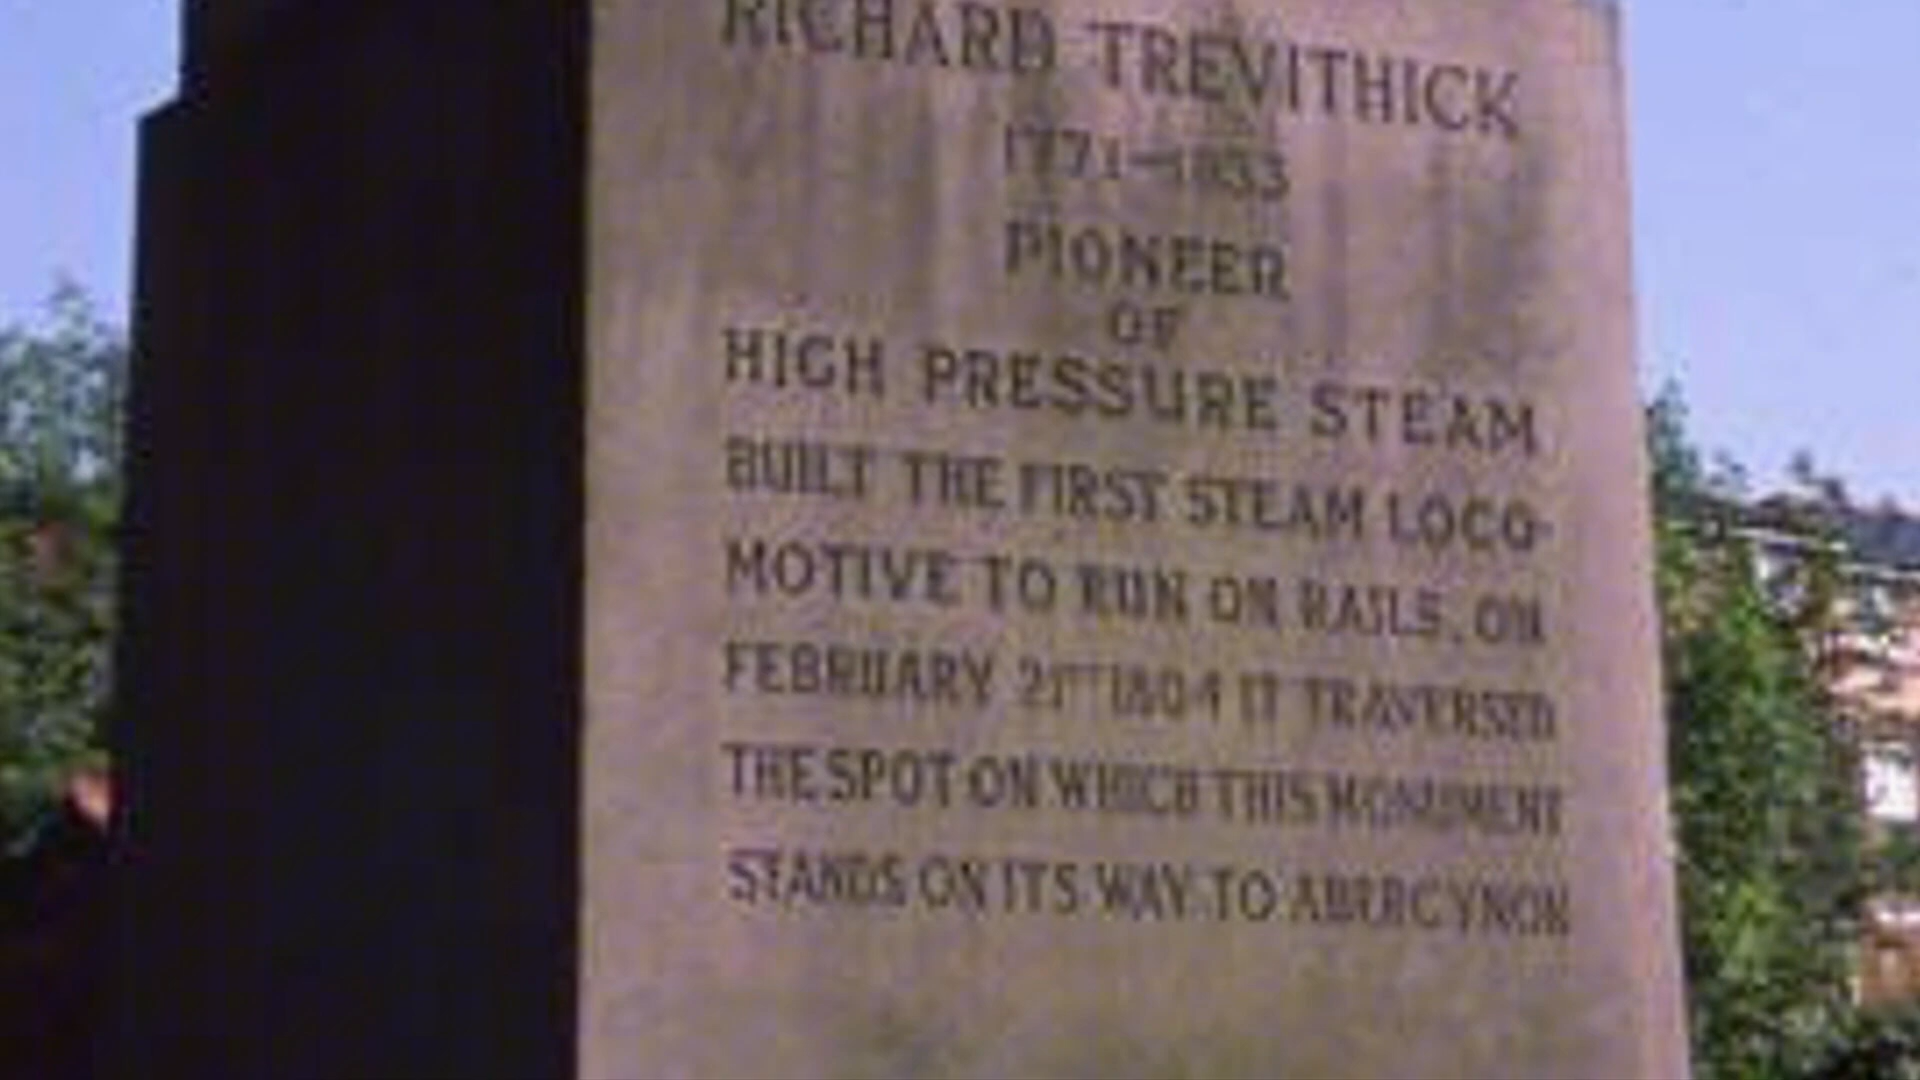 RICHARD TREVITHICK
1771-1833
PIONEER
OF
HIGH PRESSURE STEAM
BUILT THE FIRST STEAM LOCO-
MOTIVE TO RUN ON RAILS. ON
FEBRUARY 21ST 1804 IT TRAVERSED
THE SPOT ON WHICH THIS MONUMENT
STANDS ON ITS WAY TO ABERCYNON